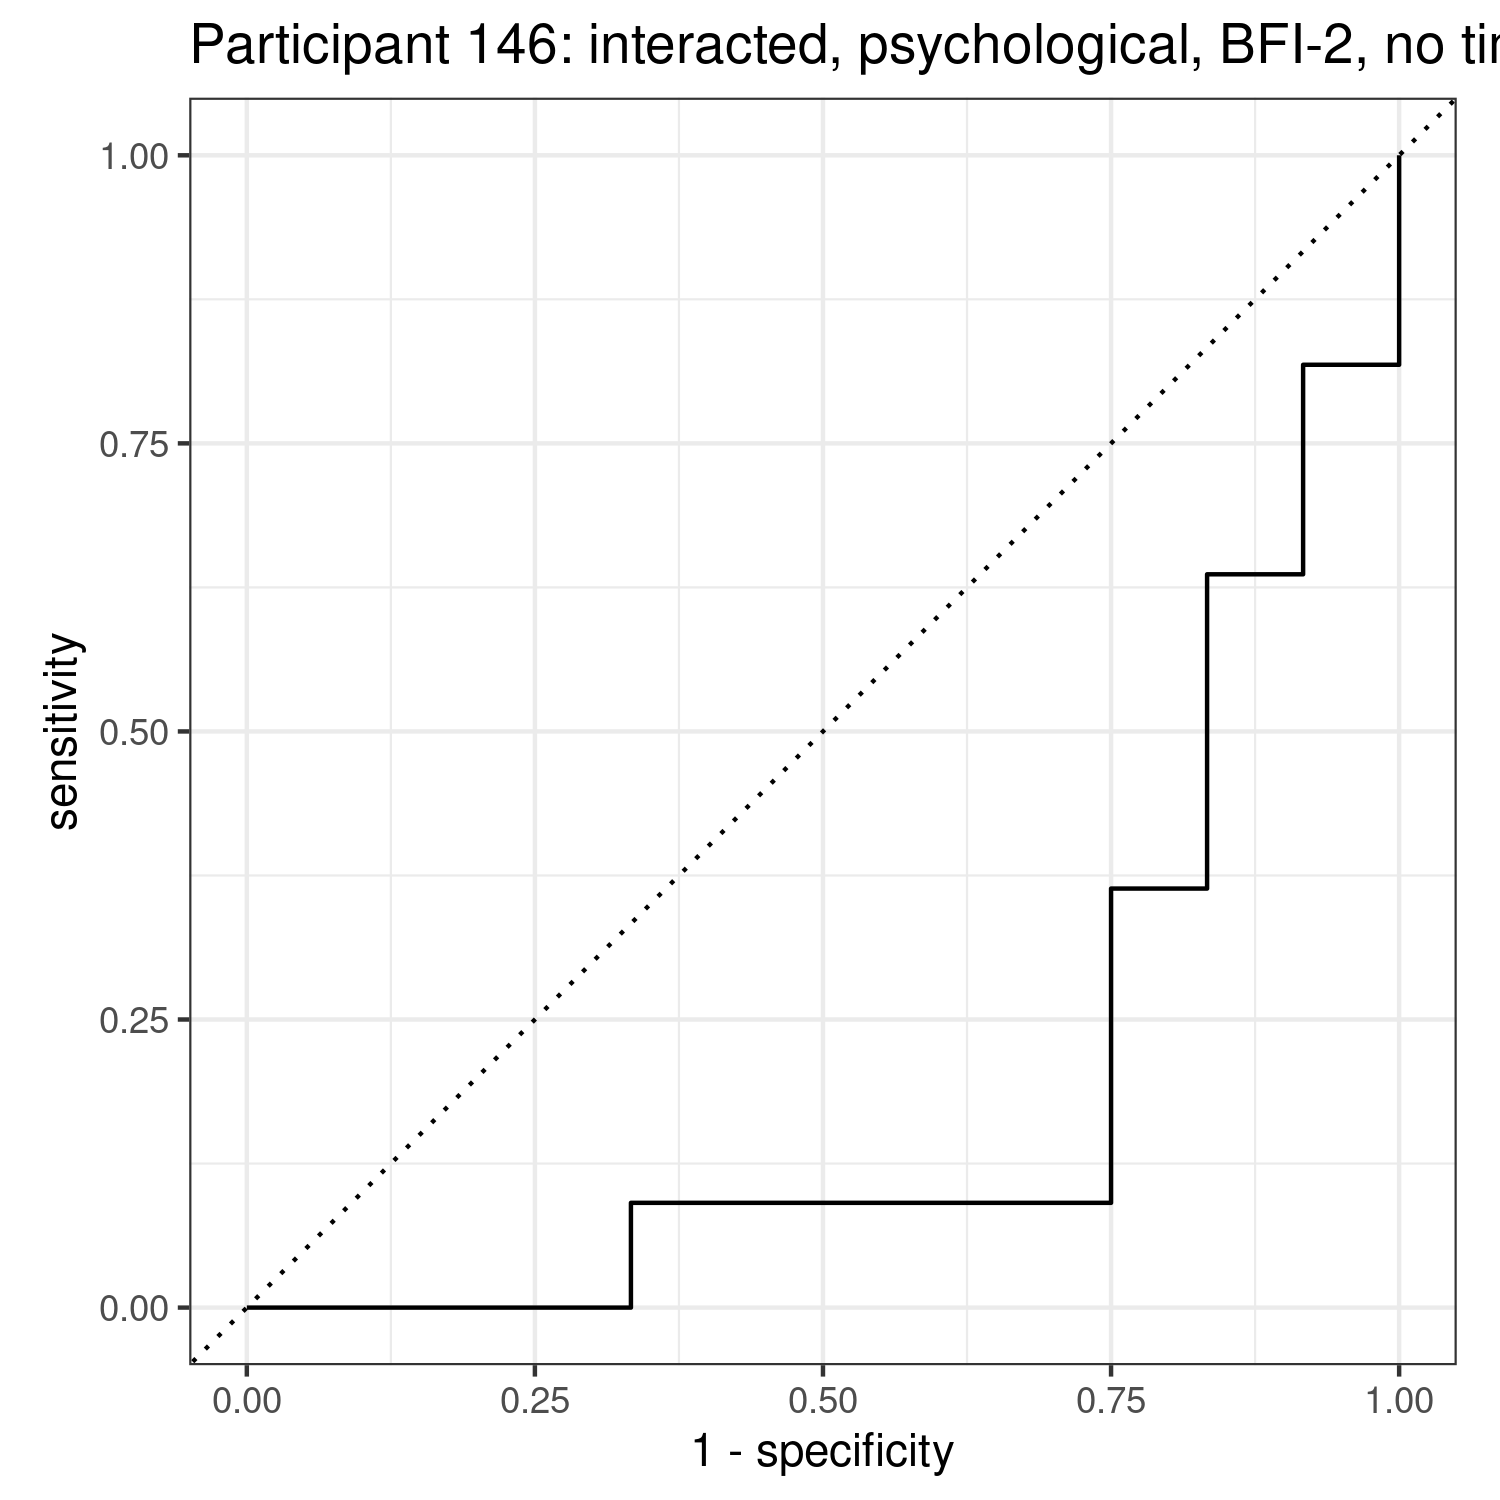 Participant 146: interacted, psychological, BFI-2, no
1.00
0.75
0.50
0.25
0.00
sensitivity
0.00 0.25 0.50 0.75 1.00
1 - specificity